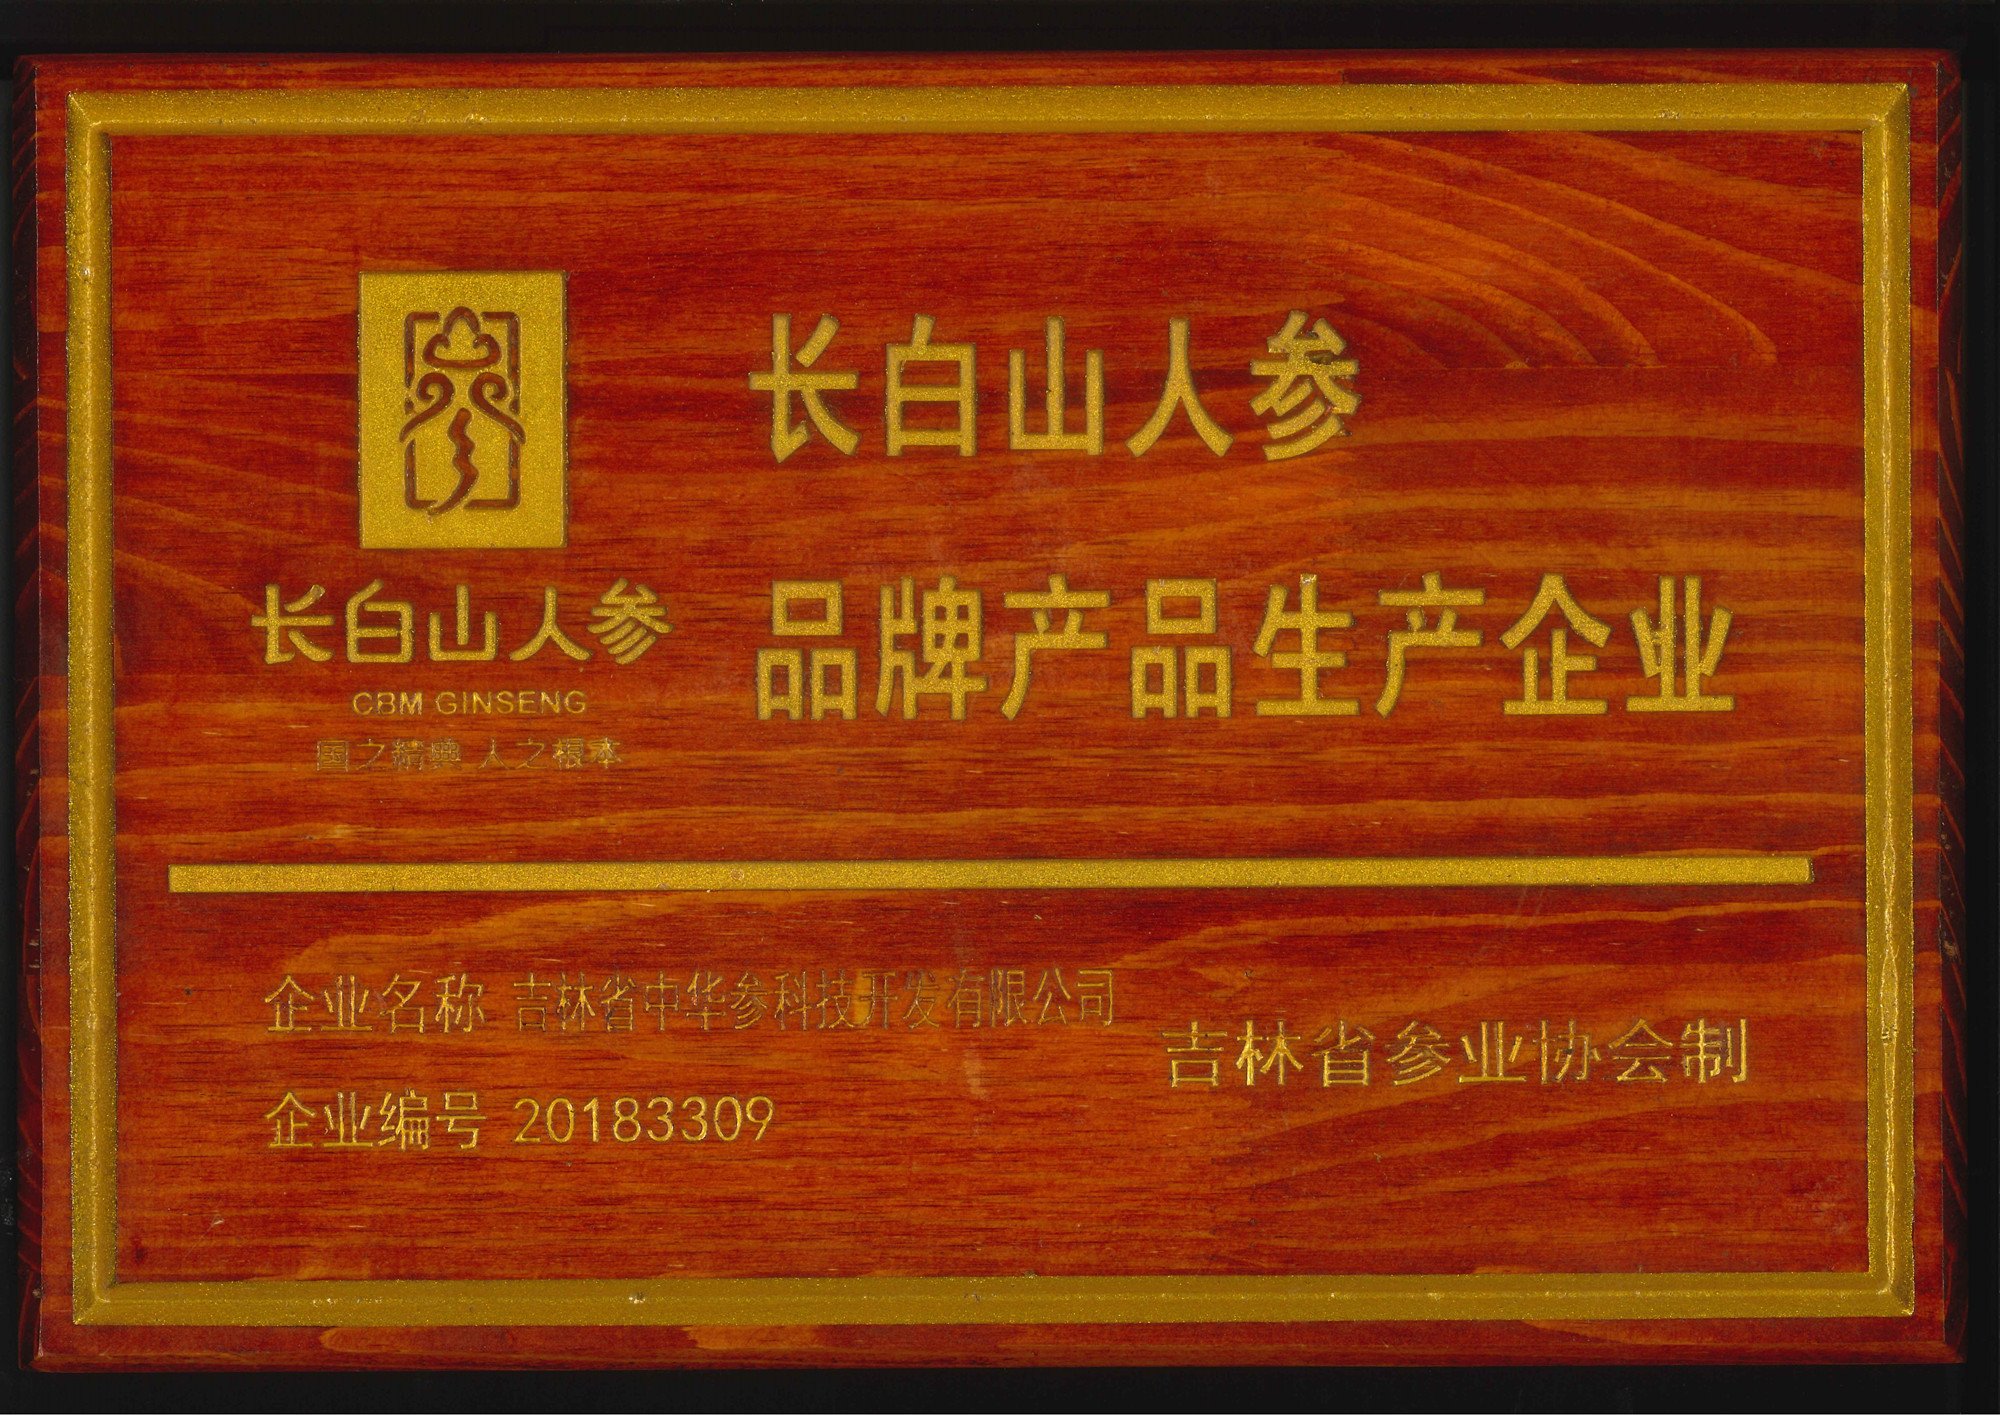 长白山人参
品牌产品生产企业
长白山人参
CBM GINSENG
国之精典 人之根本
企业名称 吉林省中华参科技开发有限公司
企业编号 20183309
吉林省参业协会制